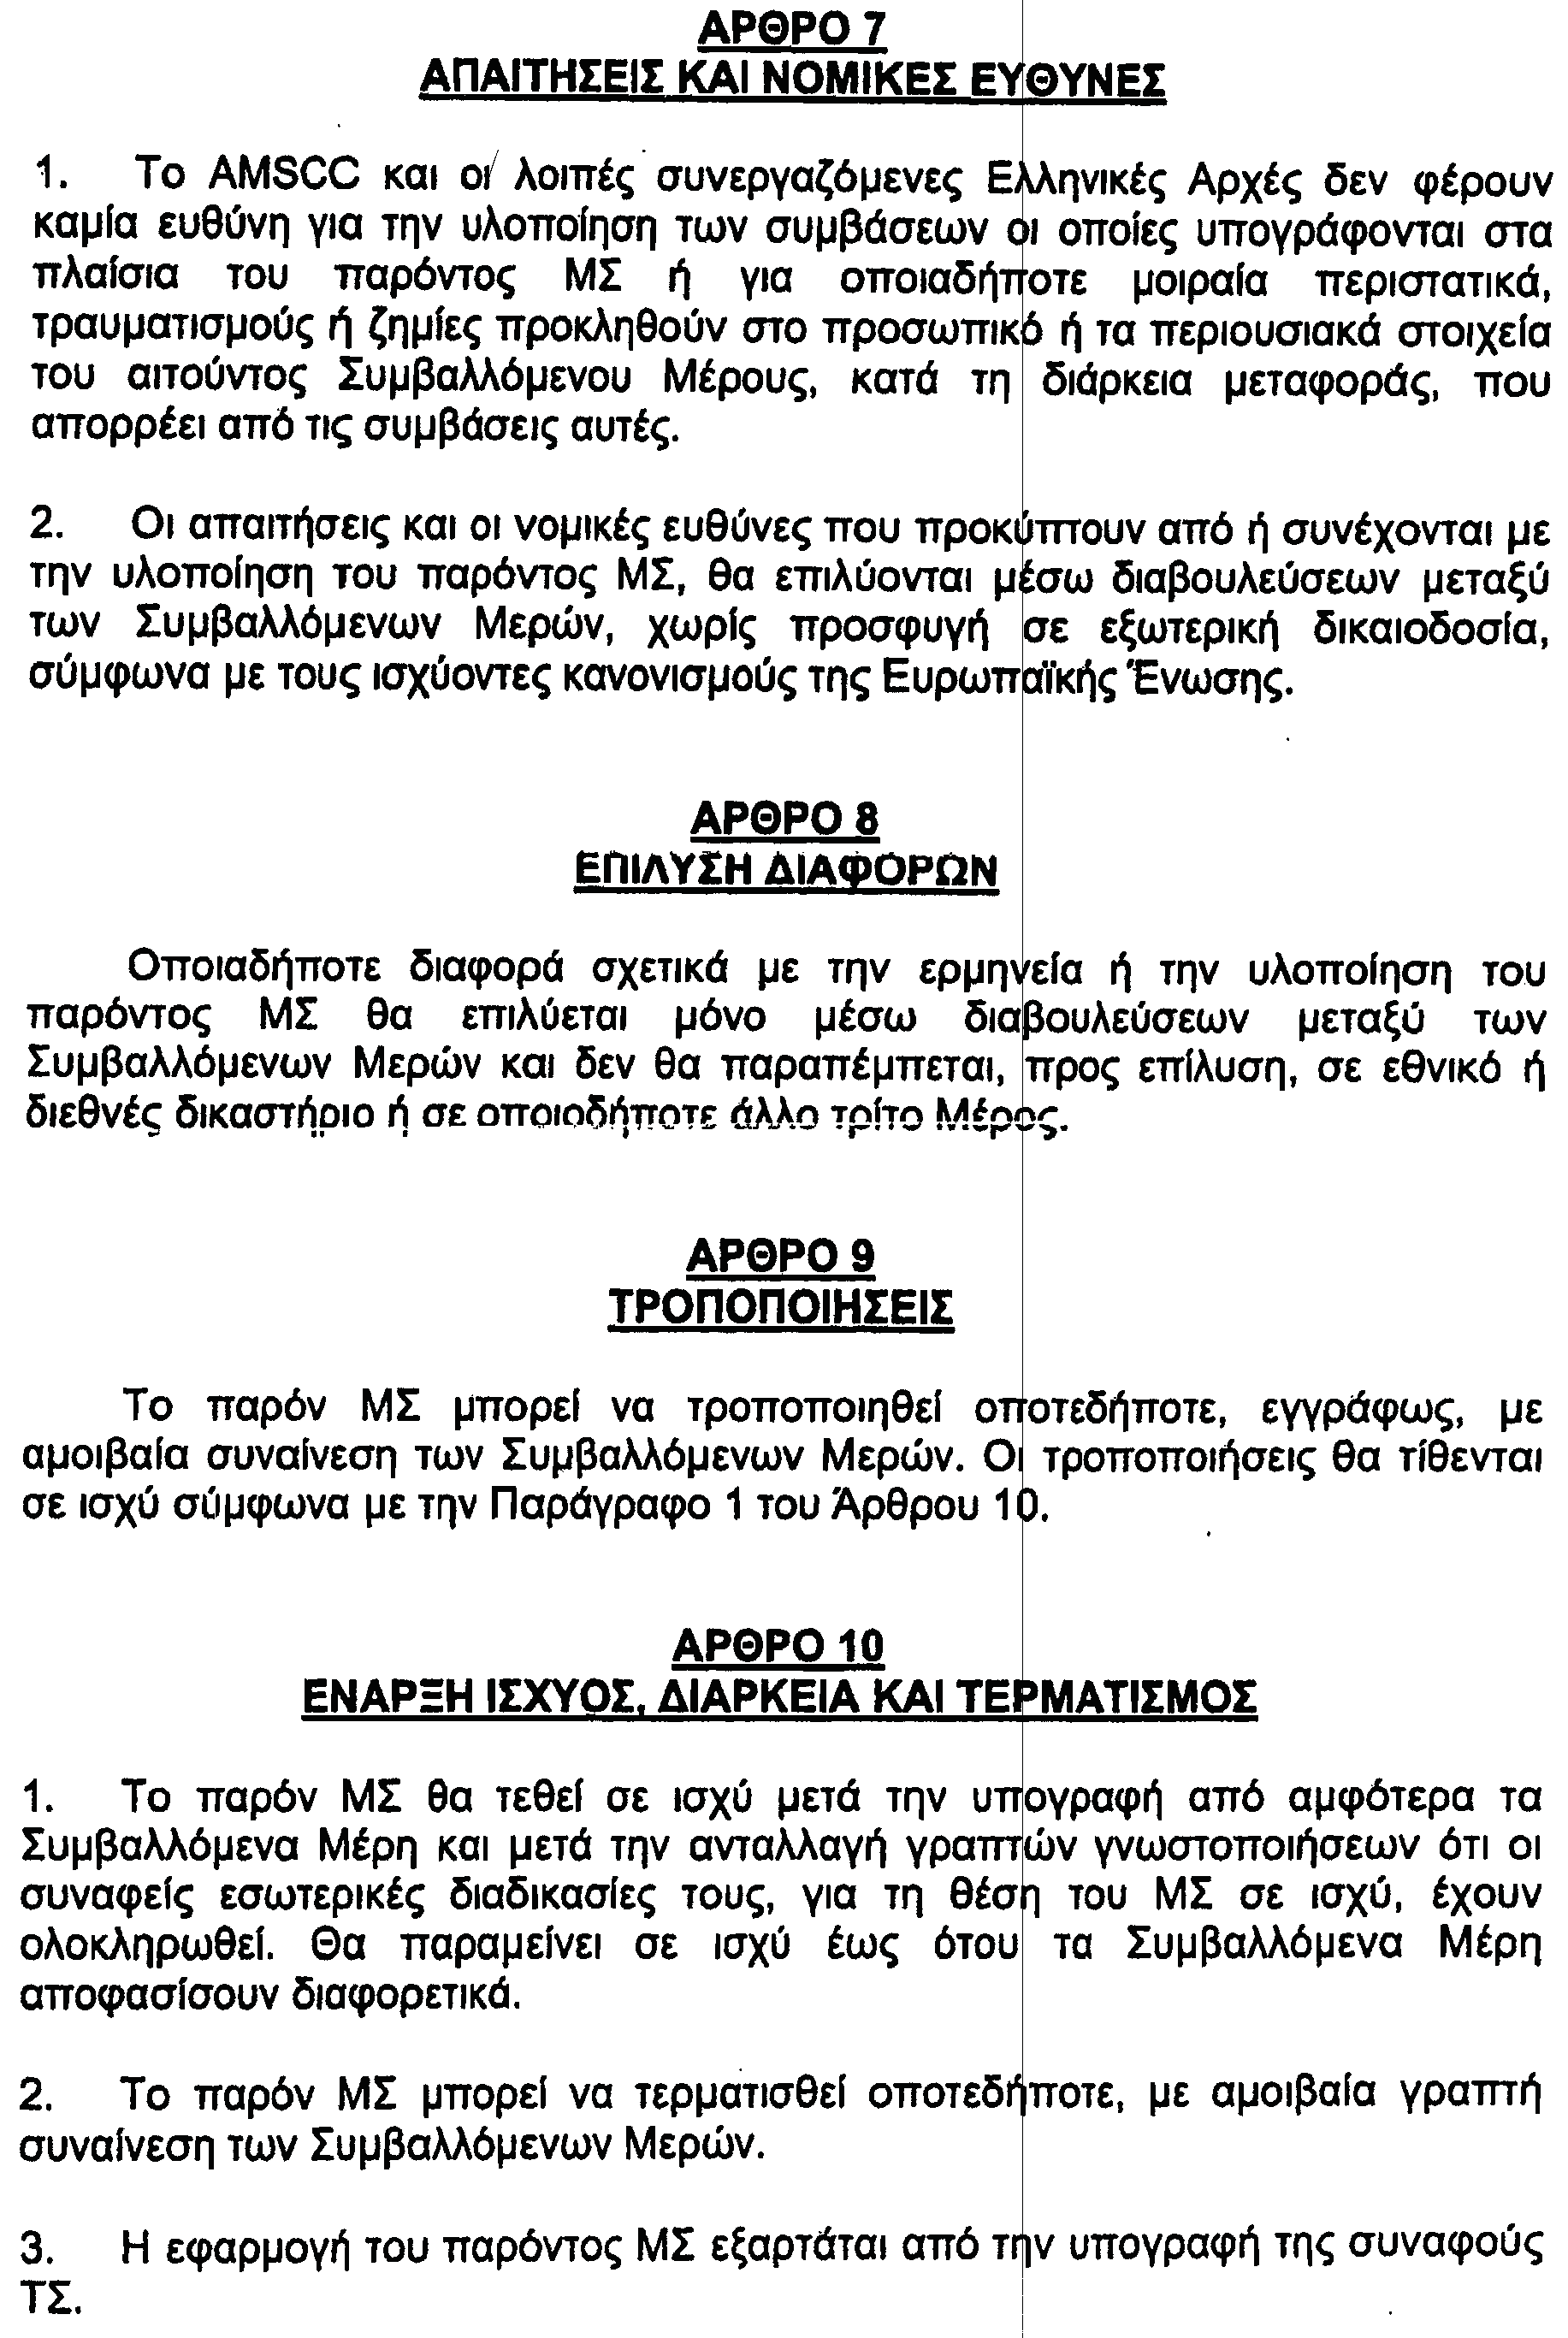 ΑΡΘΡΟ 7
ΑΠΑΙΤΗΣΕΙΣ ΚΑΙ ΝΟΜΙΚΕΣ ΕΥΘΥΝΕΣ
1. Το AMSCC και οι λοιπές συνεργαζόμενες Ελληνικές Αρχές δεν φέρουν
καμία ευθύνη για την υλοποίηση των συμβάσεων οι οποίες υπογράφονται στα
πλαίσια του παρόντος ΜΣ ή για οποιαδήποτε μοιραία περιστατικά,
τραυματισμούς ή ζημίες προκληθούν στο προσωπικό ή τα περιουσιακά στοιχεία
του αιτούντος Συμβαλλόμενου Μέρους, κατά τη διάρκεια μεταφοράς, που
απορρέει από τις συμβάσεις αυτές.
2. Οι απαιτήσεις και οι νομικές ευθύνες που προκύπτουν από ή συνέχονται με
την υλοποίηση του παρόντος ΜΣ, θα επιλύονται μέσω διαβουλεύσεων μεταξύ
των Συμβαλλόμενων Μερών, χωρίς προσφυγή σε εξωτερική δικαιοδοσία,
σύμφωνα με τους ισχύοντες κανονισμούς της Ευρωπαϊκής Ένωσης.
ΑΡΘΡΟ 8
ΕΠΙΛΥΣΗ ΔΙΑΦΟΡΩΝ
Οποιαδήποτε διαφορά σχετικά με την ερμηνεία ή την υλοποίηση του
παρόντος ΜΣ θα επιλύεται μόνο μέσω διαβουλεύσεων μεταξύ των
Συμβαλλόμενων Μερών και δεν θα παραπέμπεται, προς επίλυση, σε εθνικό ή
διεθνές δικαστήριο ή σε οποιοδήποτε άλλο τρίτο Μέρος.
ΑΡΘΡΟ 9
ΤΡΟΠΟΠΟΙΗΣΕΙΣ
Το παρόν ΜΣ μπορεί να τροποποιηθεί οποτεδήποτε, εγγράφως, με
αμοιβαία συναίνεση των Συμβαλλόμενων Μερών. Οι τροποποιήσεις θα τίθενται
σε ισχύ σύμφωνα με την Παράγραφο 1 του Άρθρου 10.
ΑΡΘΡΟ 10
ΕΝΑΡΞΗ ΙΣΧΥΟΣ, ΔΙΑΡΚΕΙΑ ΚΑΙ ΤΕΡΜΑΤΙΣΜΟΣ
1. Το παρόν ΜΣ θα τεθεί σε ισχύ μετά την υπογραφή από αμφότερα τα
Συμβαλλόμενα Μέρη και μετά την ανταλλαγή γραπτών γνωστοποιήσεων ότι οι
συναφείς εσωτερικές διαδικασίες τους, για τη θέση του ΜΣ σε ισχύ, έχουν
ολοκληρωθεί. Θα παραμείνει σε ισχύ έως ότου τα Συμβαλλόμενα Μέρη
αποφασίσουν διαφορετικά.
2. Το παρόν ΜΣ μπορεί να τερματισθεί οποτεδήποτε, με αμοιβαία γραπτή
συναίνεση των Συμβαλλόμενων Μερών.
3. Η εφαρμογή του παρόντος ΜΣ εξαρτάται από την υπογραφή της συναφούς
ΤΣ.